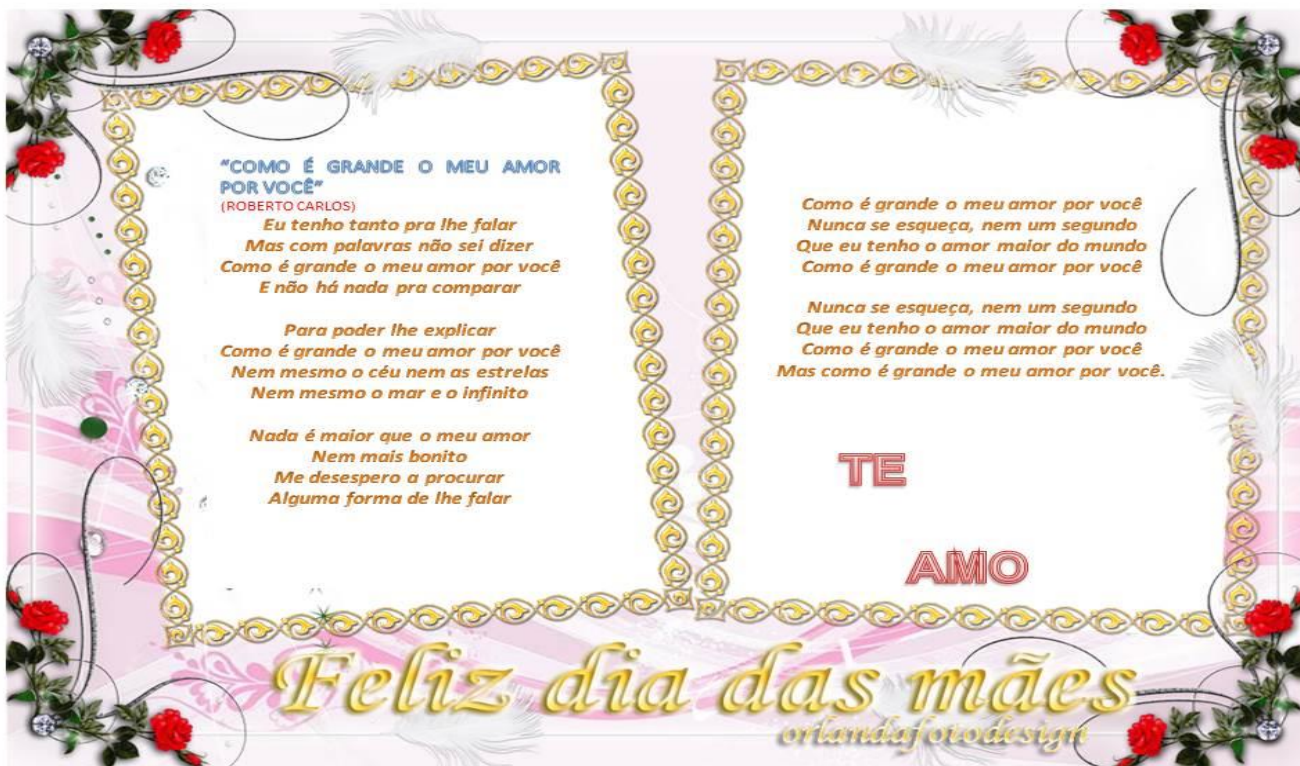 "COMO É GRANDE O MEU AMOR
POR VOCÊ"
(ROBERTO CARLOS)
Eu tenho tanto pra lhe falar
Mas com palavras não sei dizer
Como é grande o meu amor por você
E não há nada pra comparar
Para poder lhe explicar
Como é grande o meu amor por você
Nem mesmo o céu nem as estrelas
Nem mesmo o mar e o infinito
Nada é maior que o meu amor
Nem mais bonito
Me desespero a procurar
Alguma forma de lhe falar
Como é grande o meu amor por você
Nunca se esqueça, nem um segundo
Que eu tenho o amor maior do mundo
Como é grande o meu amor por você
Nunca se esqueça, nem um segundo
Que eu tenho o amor maior do mundo
Como é grande o meu amor por você
Mas como é grande o meu amor por você.
TE
AMO
Feliz dia das mães
orlandafotodesign